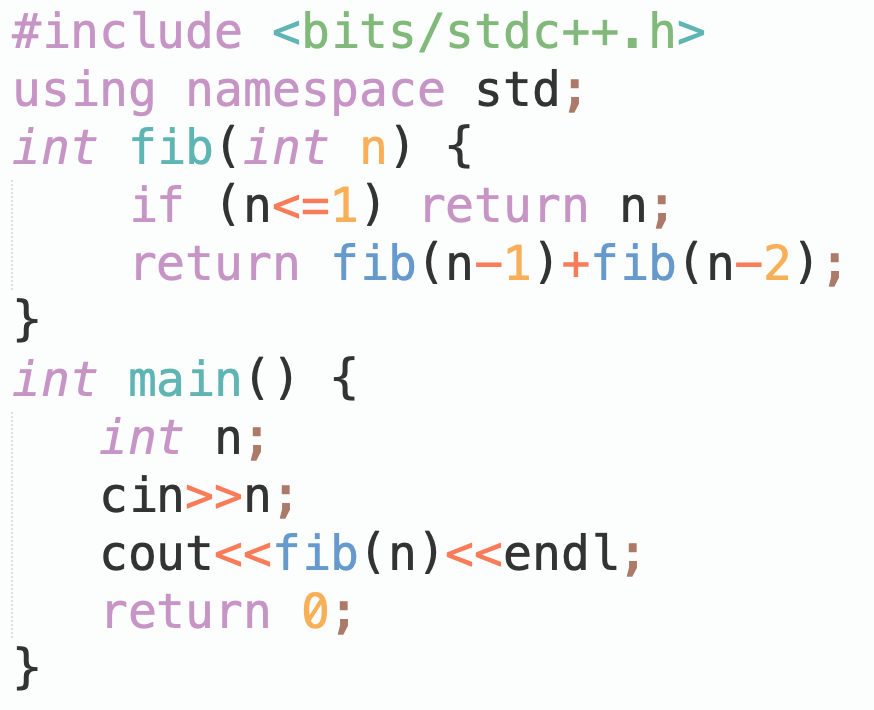 #include <bits/stdc++.h>
using namespace std;
int fib(int n) {
    if (n<=1) return n;
    return fib(n-1)+fib(n-2);
}
int main() {
   int n;
   cin>>n;
   cout<<fib(n)<<endl;
   return 0;
}